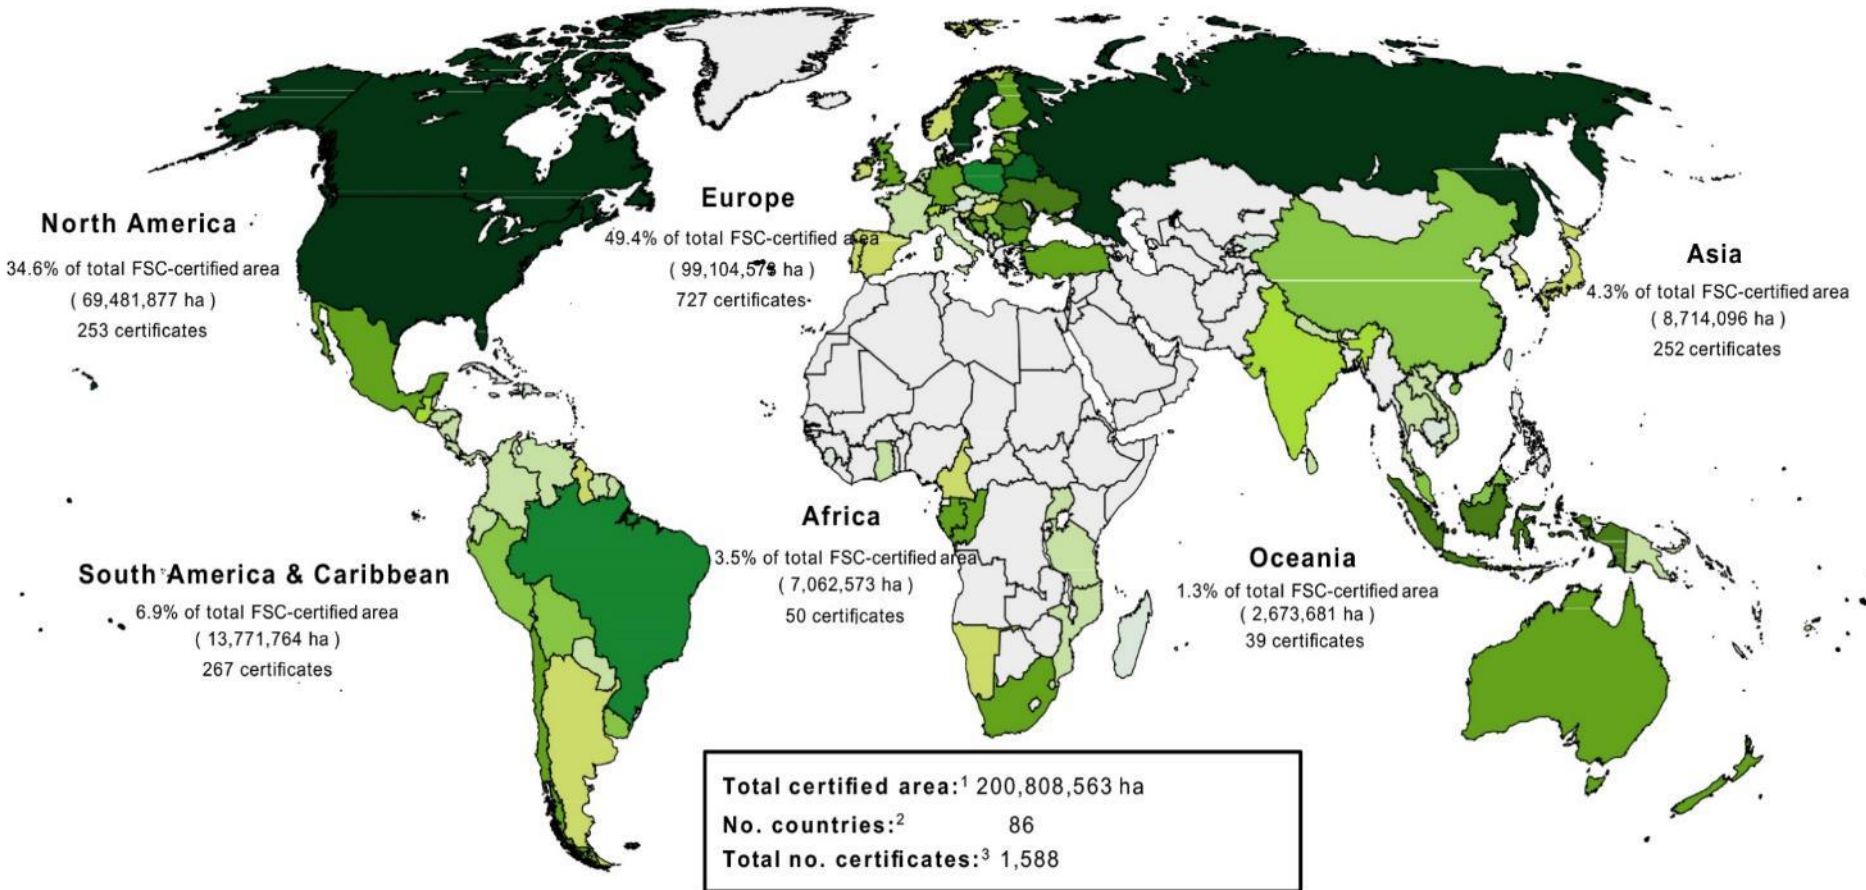 North America
34.6% of total FSC-certified area
( 69,481,877 ha )
253 certificates
Europe
49.4% of total FSC-certified area
( 99,104,573 ha )
727 certificates
Asia
4.3% of total FSC-certified area
( 8,714,096 ha )
252 certificates
South America & Caribbean
6.9% of total FSC-certified area
( 13,771,764 ha )
267 certificates
Africa
3.5% of total FSC-certified area
( 7,062,573 ha )
50 certificates
Oceania
1.3% of total FSC-certified area
( 2,673,681 ha )
39 certificates
Total certified area:¹ 200,808,563 ha
No. countries:² 86
Total no. certificates:³ 1,588